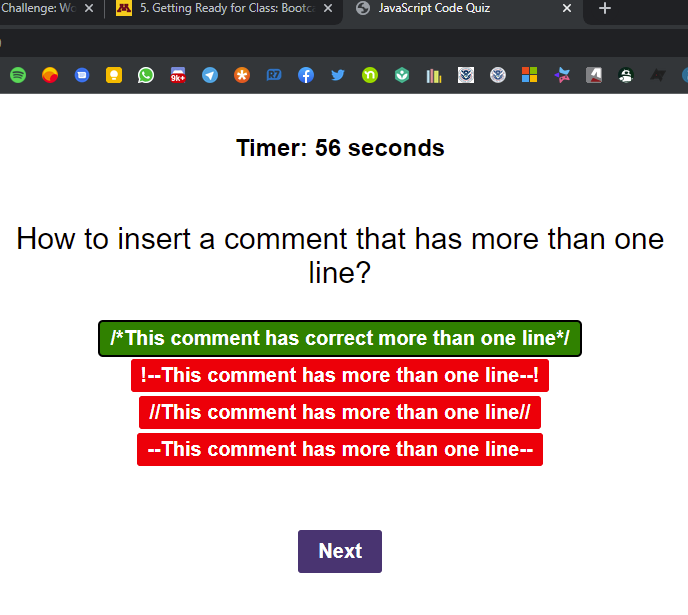 Challenge: Wo
5. Getting Ready for Class: Bootca
JavaScript Code Quiz
9k+
R7
Timer: 56 seconds
How to insert a comment that has more than one
line?
/*This comment has correct more than one line*/
!--This comment has more than one line--!
//This comment has more than one line//
--This comment has more than one line--
Next